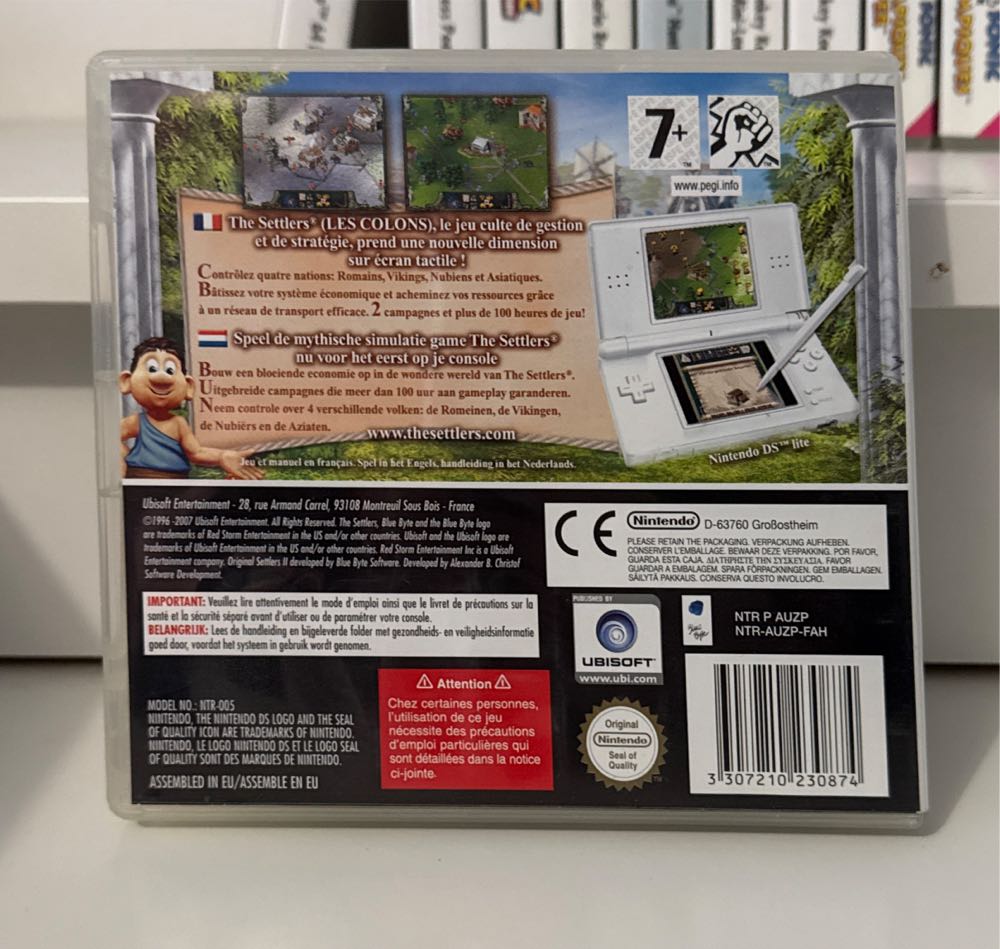 7+
™
™
www.pegi.info
The Settlers® (LES COLONS), le jeu culte de gestion
et de stratégie, prend une nouvelle dimension
sur écran tactile !
Contrôlez quatre nations: Romains, Vikings, Nubiens et Asiatiques.
Bâtissez votre système économique et acheminez vos ressources grâce
à un réseau de transport efficace. 2 campagnes et plus de 100 heures de jeu!
Speel de mythische simulatie game The Settlers®
nu voor het eerst op je console
Bouw een bloeiende economie op in de wondere wereld van The Settlers®.
Uitgebreide campagnes die meer dan 100 uur aan gameplay garanderen.
Neem controle over 4 verschillende volken: de Romeinen, de Vikingen,
de Nubiërs en de Aziaten.
www.thesettlers.com
Nintendo DS™ lite
Jeu et manuel en français. Spel in het Engels, handleiding in het Nederlands.
Ubisoft Entertainment - 28, rue Armand Carrel, 93108 Montreuil Sous Bois - France
©1996 -2007 Ubisoft Entertainment. All Rights Reserved. The Settlers, Blue Byte and the Blue Byte logo
are trademarks of Red Storm Entertainment in the US and/or other countries. Ubisoft and the Ubisoft logo are
trademarks of Ubisoft Entertainment in the US and/or other countries. Red Storm Entertainment Inc is a Ubisoft
Entertainment company. Original Settlers II developed by Blue Byte Software. Developed by Alexandor B. Christof
Software Development.
CE
Nintendo® D-63760 Großostheim
PLEASE RETAIN THE PACKAGING. VERPACKUNG AUFHEBEN.
CONSERVER L'EMBALLAGE. BEWAAR DEZE VERPAKKING. POR FAVOR,
GUARDA ESTA CAJA. ΔΙΑΤΗΡΗΣΤΕ ΤΗΝ ΣΥΣΚΕΥΑΣΙΑ. FAVOR
GUARDAR A EMBALAGEM. SPARA FÖRPACKNINGEN. GEM EMBALLAGEN.
SÄILYTÄ PAKKAUS. CONSERVA QUESTO INVOLUCRO.
IMPORTANT: Veuillez lire attentivement le mode d'emploi ainsi que le livret de précautions sur la
santé et la sécurité séparé avant d'utiliser ou de paramétrer votre console.
BELANGRIJK: Lees de handleiding en bijgeleverde folder met gezondheids- en veiligheidsinformatie
goed door, voordat het systeem in gebruik wordt genomen.
PUBLISHED BY
UBISOFT™
www.ubi.com
Blue Byte
NTR P AUZP
NTR-AUZP-FAH
MODEL NO.: NTR-005
NINTENDO, THE NINTENDO DS LOGO AND THE SEAL
OF QUALITY ICON ARE TRADEMARKS OF NINTENDO.
NINTENDO, LE LOGO NINTENDO DS ET LE LOGO SEAL
OF QUALITY SONT DES MARQUES DE NINTENDO.
ASSEMBLED IN EU/ASSEMBLE EN EU
⚠ Attention ⚠
Chez certaines personnes,
l'utilisation de ce jeu
nécessite des précautions
d'emploi particulières qui
sont détaillées dans la notice
ci-jointe.
Original
Nintendo®
Seal of
Quality
™
3 307210 230874